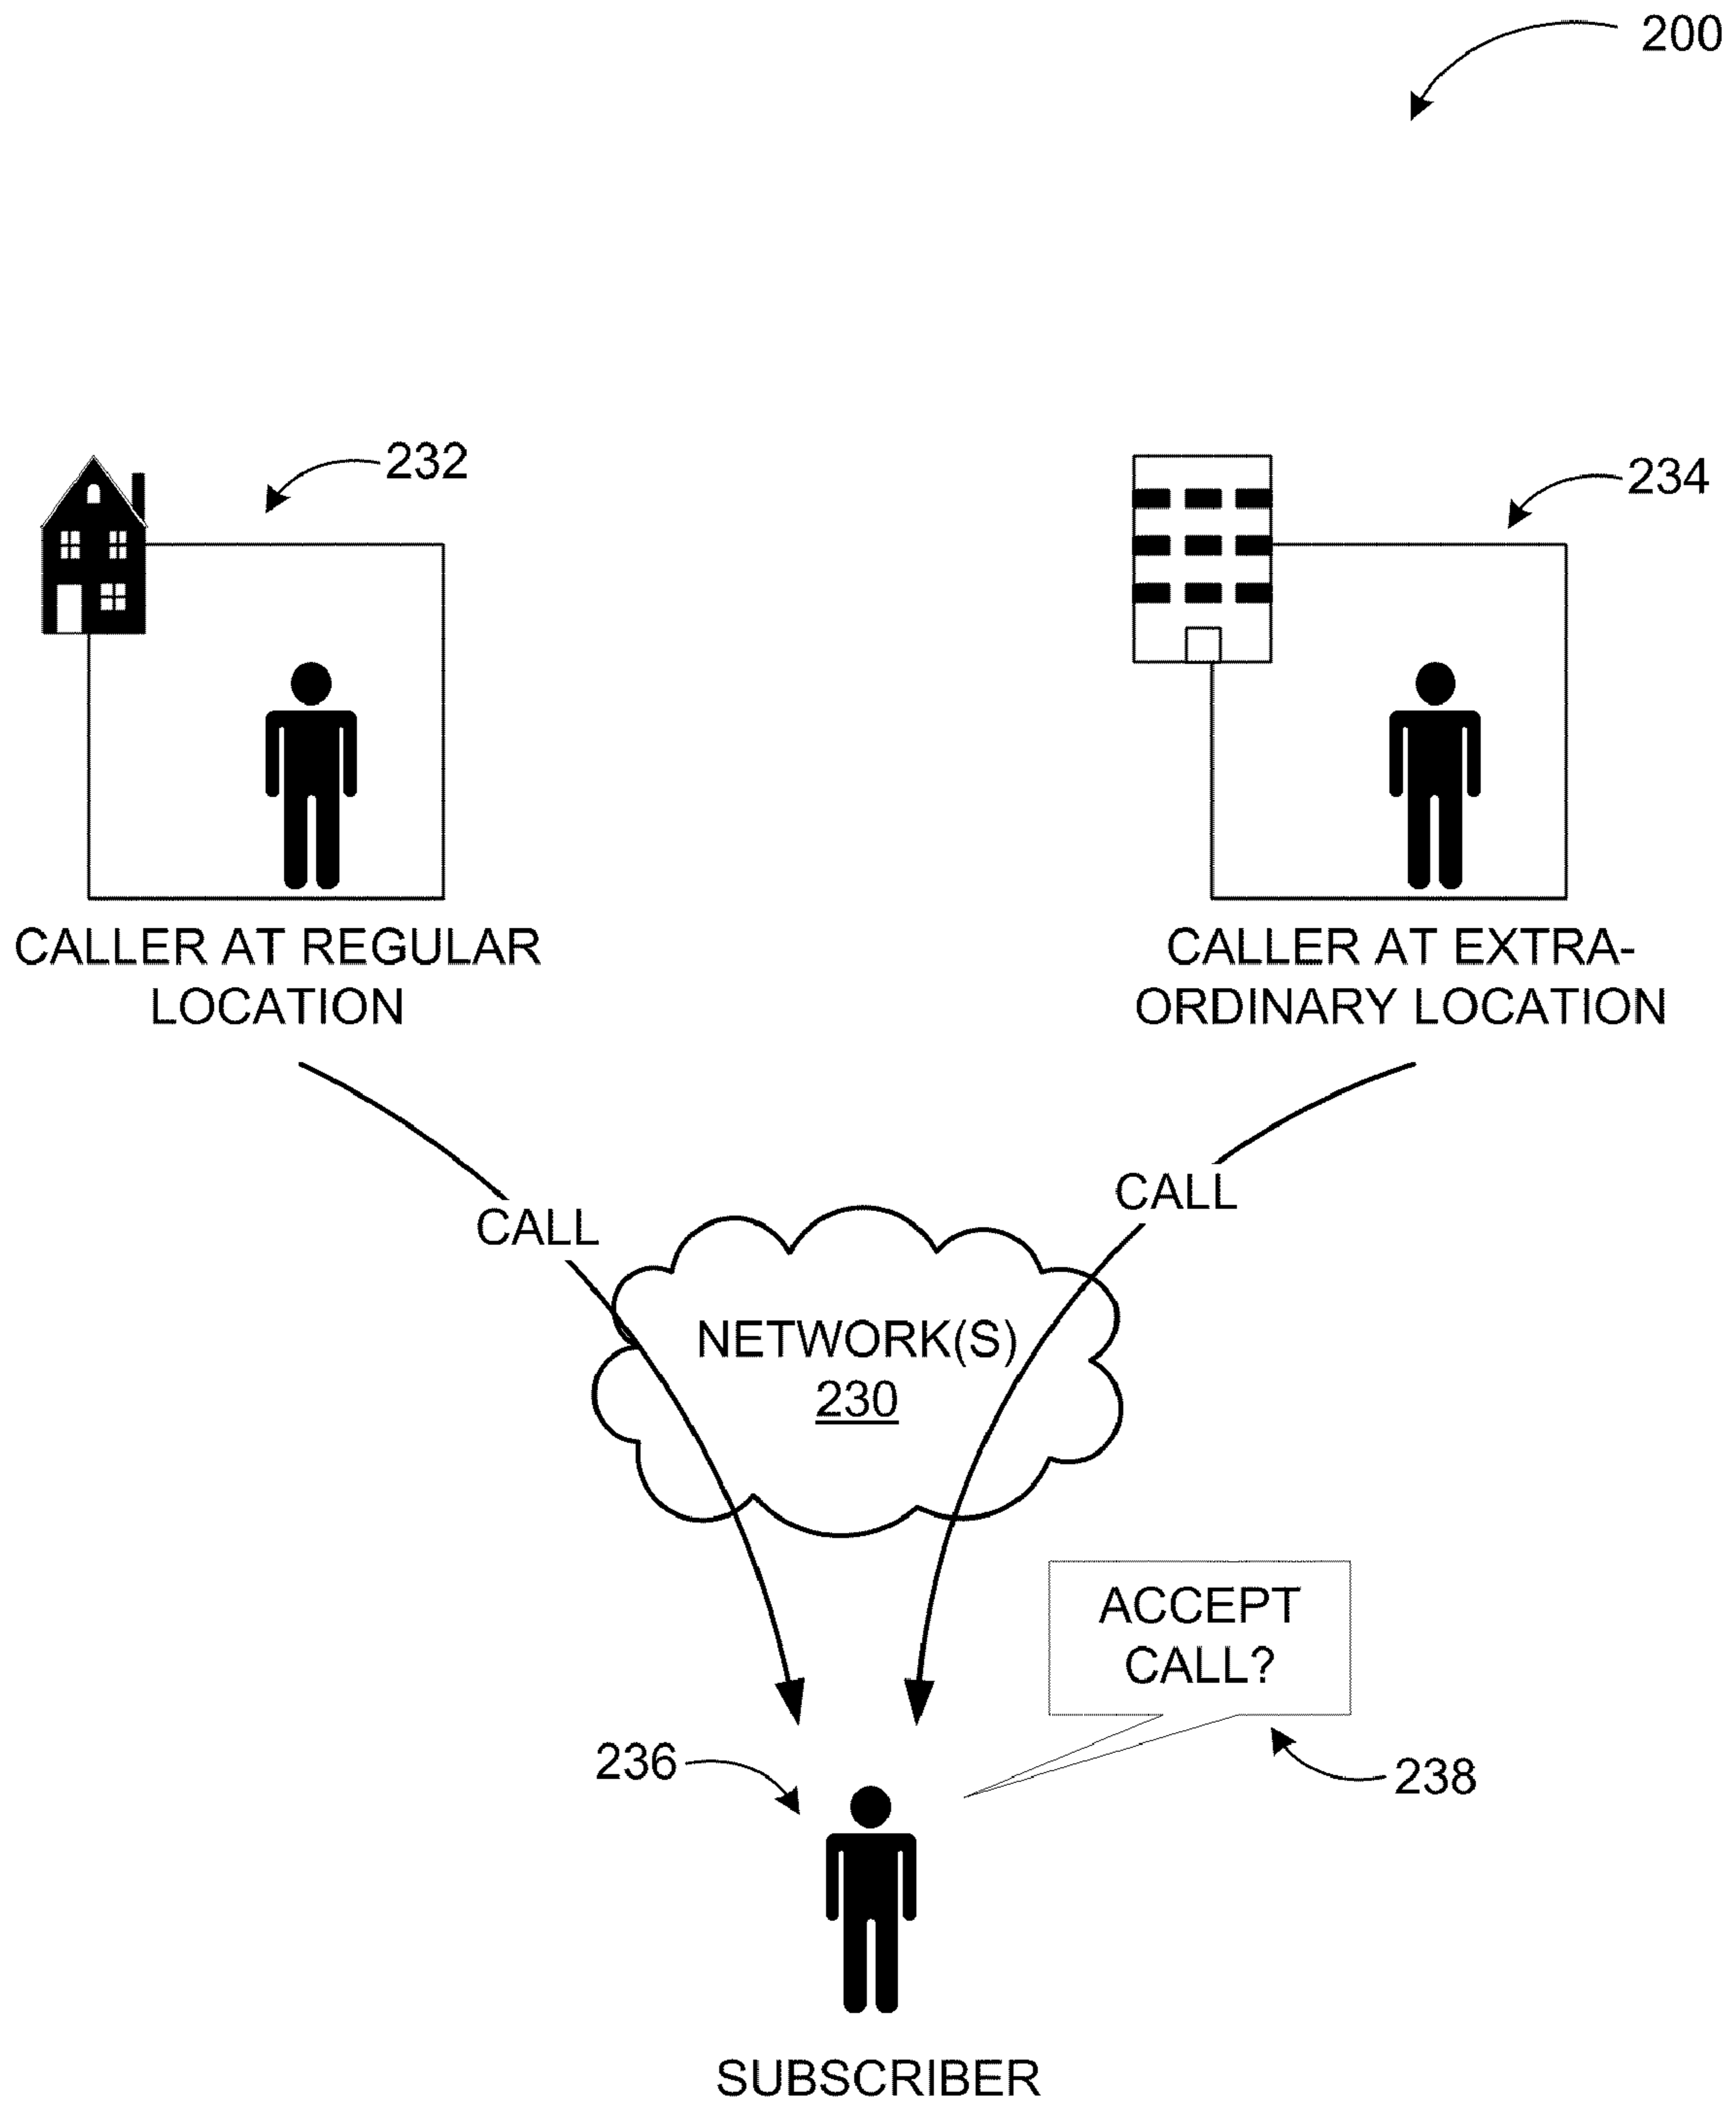 200
232
234
CALLER AT REGULAR
LOCATION
CALLER AT EXTRA-
ORDINARY LOCATION
CALL
CALL
NETWORK(S)
230
ACCEPT
CALL?
236
238
SUBSCRIBER